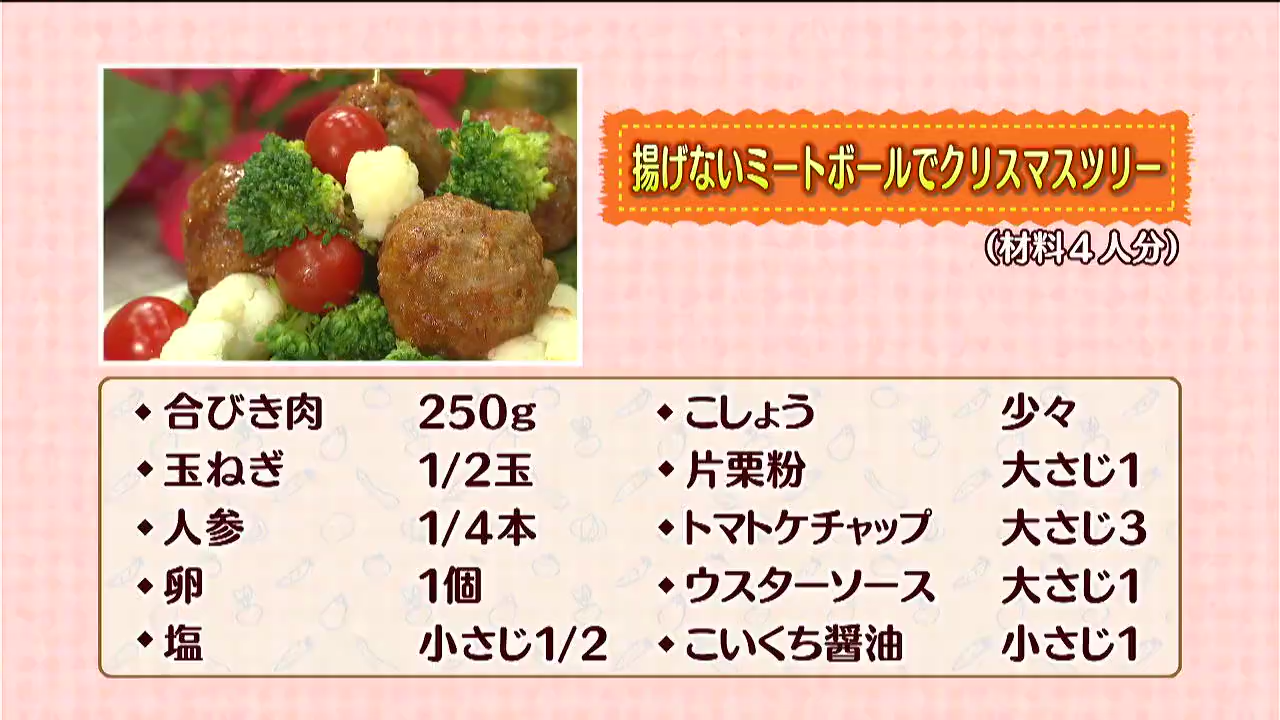 揚げないミートボールでクリスマスツリー
(材料4人分)
◆合びき肉 250g
◆玉ねぎ 1/2玉
◆人参 1/4本
◆卵 1個
◆塩 小さじ1/2
◆こしょう 少々
◆片栗粉 大さじ1
◆トマトケチャップ 大さじ3
◆ウスターソース 大さじ1
◆こいくち醤油 小さじ1